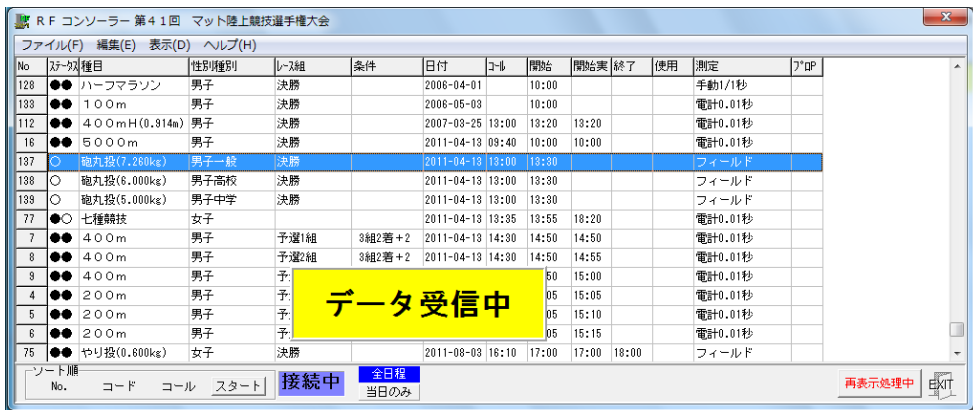 ＲＦ コンソーラー 第４１回　マット陸上競技選手権大会
ファイル(F)　編集(E)　表示(D)　ヘルプ(H)
No ｽﾃｰﾀｽ 種目 性別種別 ﾚｰｽ組 条件 日付 ｺｰﾙ 開始 開始実 終了 使用 測定 ﾌﾟﾛP
128 ●● ハーフマラソン 男子 決勝 2006-04-01 10:00 手動1/1秒
133 ●● １００ｍ 男子 決勝 2006-05-03 10:00 電計0.01秒
112 ●● ４００ｍＨ(0.914m) 男子 決勝 2007-03-25 13:00 13:20 13:20 電計0.01秒
16 ●● ５０００ｍ 男子 決勝 2011-04-13 09:40 10:00 10:00 電計0.01秒
137 ○ 砲丸投(7.260kg) 男子一般 決勝 2011-04-13 13:00 13:30 フィールド
138 ○ 砲丸投(6.000kg) 男子高校 決勝 2011-04-13 13:00 13:30 フィールド
139 ○ 砲丸投(5.000kg) 男子中学 決勝 2011-04-13 13:00 13:30 フィールド
77 ●○ 七種競技 女子 2011-04-13 13:35 13:55 18:20 電計0.01秒
7 ●● ４００ｍ 男子 予選1組 3組2着＋2 2011-04-13 14:30 14:50 14:50 電計0.01秒
8 ●● ４００ｍ 男子 予選2組 3組2着＋2 2011-04-13 14:30 14:50 14:55 電計0.01秒
9 ●● ４００ｍ 男子 予 50 15:00 電計0.01秒
4 ●● ２００ｍ 男子 予 05 15:05 電計0.01秒
5 ●● ２００ｍ 男子 予 05 15:10 電計0.01秒
6 ●● ２００ｍ 男子 05 15:15 電計0.01秒
データ受信中
75 ●● やり投(0.600kg) 女子 決勝 2011-08-03 16:10 17:00 17:00 18:00 フィールド
ソート順
No. コード コール スタート 接続中 全日程 当日のみ 再表示処理中 EXIT